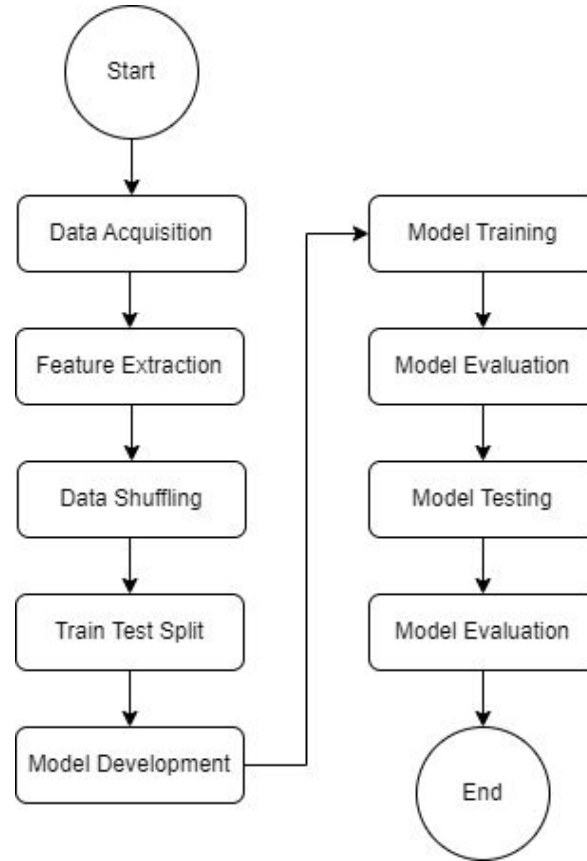 Start
Data Acquisition
Feature Extraction
Data Shuffling
Train Test Split
Model Development
Model Training
Model Evaluation
Model Testing
Model Evaluation
End